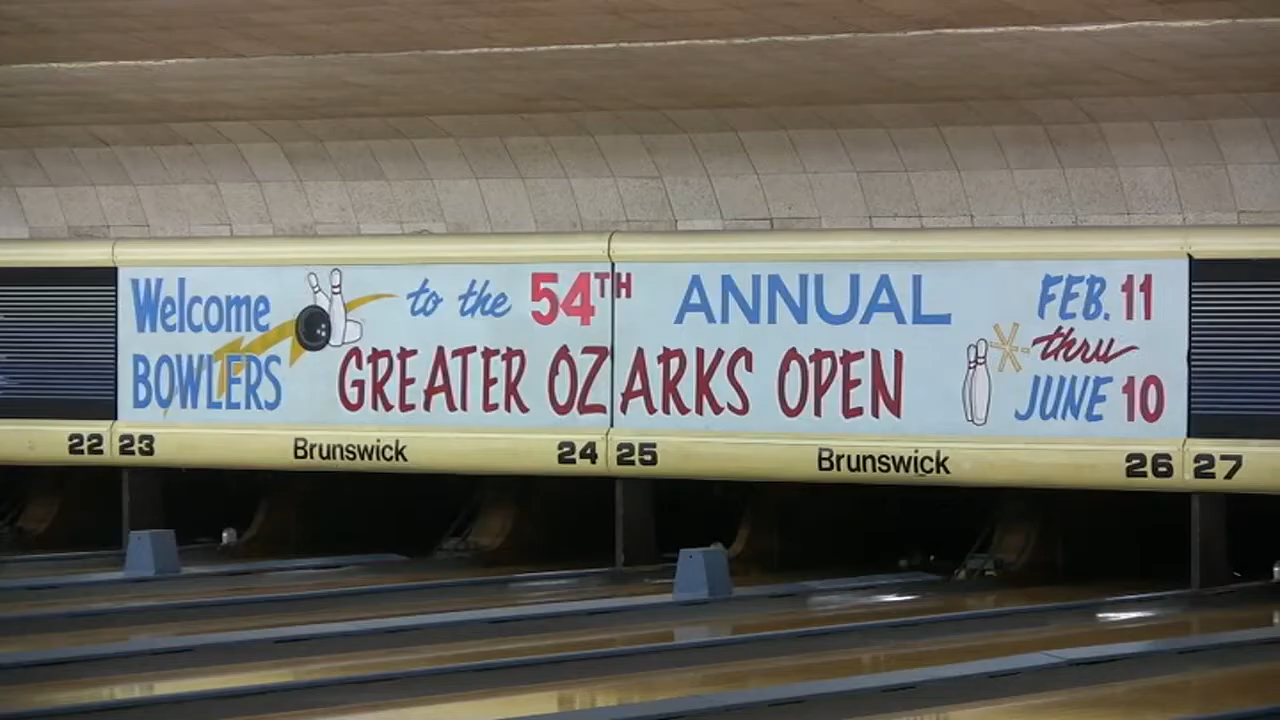 Welcome to the 54TH ANNUAL FEB. 11
thru
BOWLERS GREATER OZARKS OPEN JUNE 10
22 23 Brunswick 24 25 Brunswick 26 27